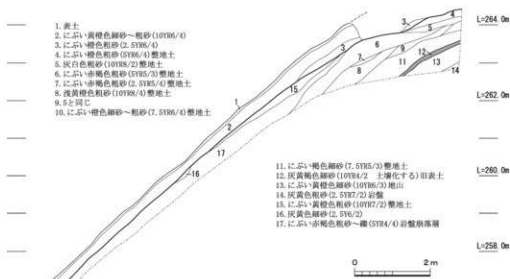 1. 表土
2. にぶい黄橙色細砂～粗砂(10YR6/4)
3. にぶい橙色粗砂(2.5YR6/4)
4. にぶい橙色粗砂(5YR6/4)整地土
5. 灰白色粗砂(10YR8/2)整地土
6. にぶい赤褐色粗砂(5YR5/3)整地土
7. にぶい赤褐色粗砂(2.5YR5/4)整地土
8. 浅黄橙色粗砂(10YR8/4)整地土
9. 5と同じ
10. にぶい橙色細砂～粗砂(7.5YR6/4)整地土
11. にぶい褐色細砂(7.5YR5/3)整地土
12. 灰黄褐色細砂(10YR4/2 土壌化する)旧表土
13. にぶい黄橙色細砂(10YR6/3)地山
14. 灰黄色粗砂(2.5YR7/2)岩盤
15. にぶい黄橙色粗砂(10YR7/2)整地土
16. 灰黄色細砂(2.5Y6/2)
17. にぶい赤褐色粗砂～礫(5YR4/4)岩盤崩落層
L=264.0m
L=262.0m
L=260.0m
L=258.0m
1
2
3
3
4
5
6
7
8
9
12
13
14
15
16
17
0
2m